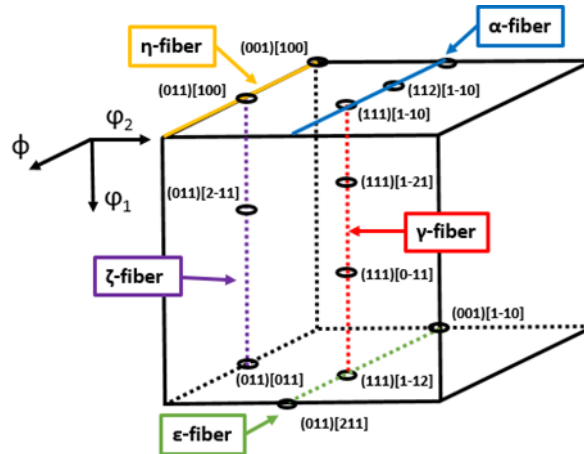 α-fiber
η-fiber
(001)[100]
(011)[100]
(112)[1-10]
(111)[1-10]
φ2
ϕ
φ1
(111)[1-21]
(011)[2-11]
γ-fiber
ζ-fiber
(111)[0-11]
(001)[1-10]
(011)[011]
(111)[1-12]
(011)[211]
ε-fiber